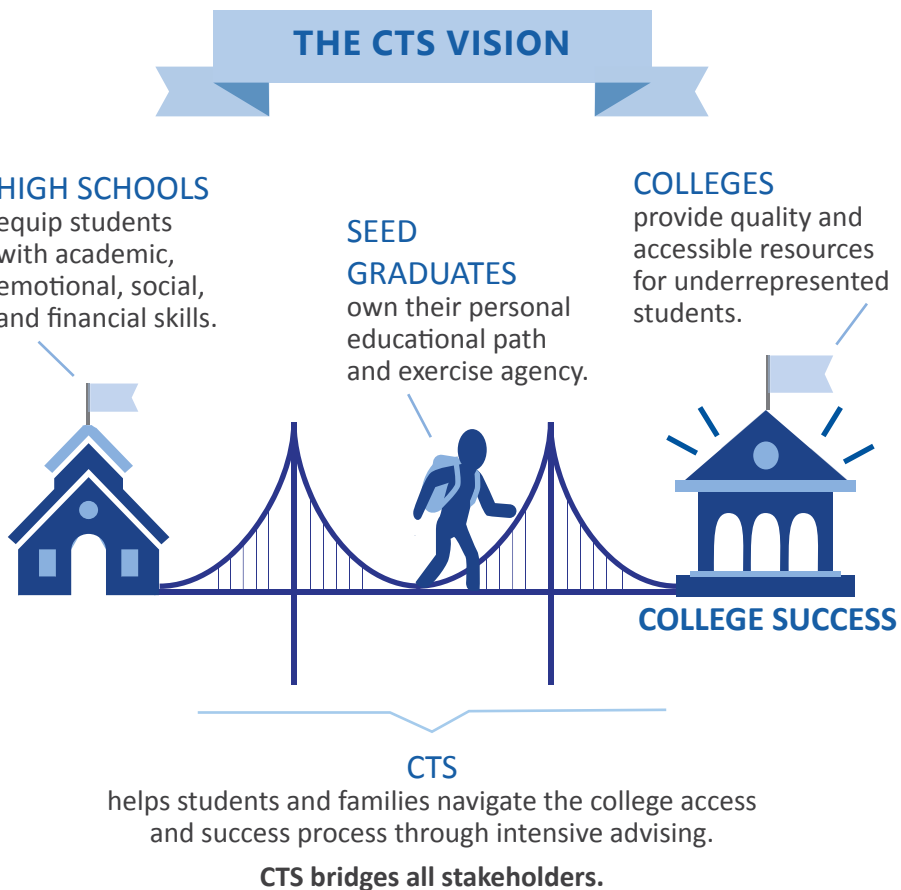 THE CTS VISION
HIGH SCHOOLS
equip students
with academic,
emotional, social,
and financial skills.
SEED
GRADUATES
own their personal
educational path
and exercise agency.
COLLEGES
provide quality and
accessible resources
for underrepresented
students.
COLLEGE SUCCESS
CTS
helps students and families navigate the college access
and success process through intensive advising.
CTS bridges all stakeholders.